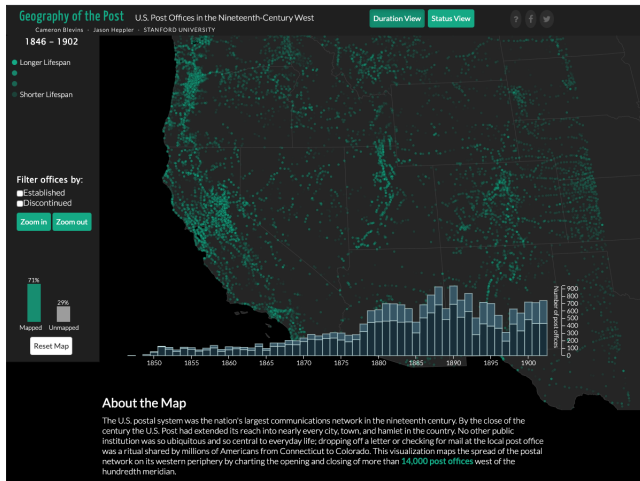 Geography of the Post
U.S. Post Offices in the Nineteenth-Century West
Duration View
Status View
?
f
Cameron Blevins · Jason Heppler · STANFORD UNIVERSITY
1846 – 1902
Longer Lifespan
Shorter Lifespan
Filter offices by:
Established
Discontinued
Zoom in
Zoom out
71%
29%
Mapped
Unmapped
Reset Map
900
800
700
600
500
400
300
200
100
0
Number of post offices
1850
1855
1860
1865
1870
1875
1880
1885
1890
1895
1900
About the Map
The U.S. postal system was the nation's largest communications network in the nineteenth century. By the close of the
century the U.S. Post had extended its reach into nearly every city, town, and hamlet in the country. No other public
institution was so ubiquitous and so central to everyday life; dropping off a letter or checking for mail at the local post office
was a ritual shared by millions of Americans from Connecticut to Colorado. This visualization maps the spread of the postal
network on its western periphery by charting the opening and closing of more than 14,000 post offices west of the
hundredth meridian.